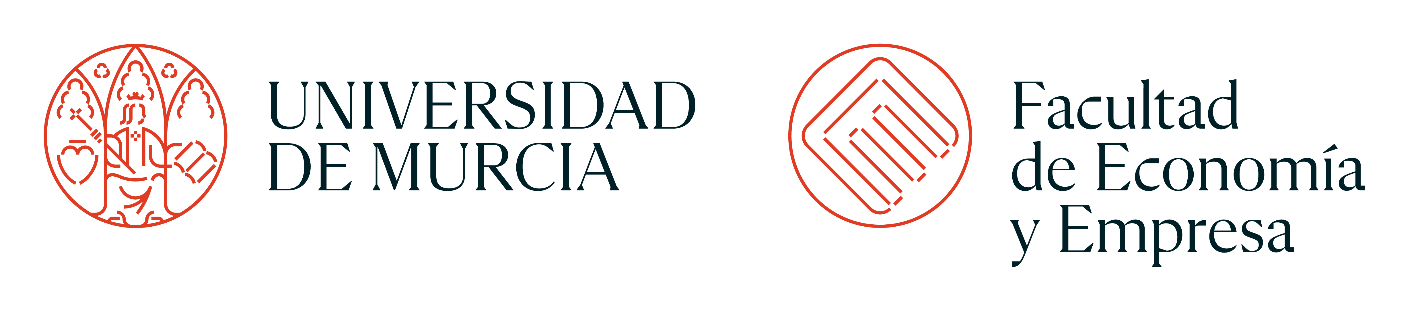 UNIVERSIDAD
DE MURCIA
Facultad
de Economía
y Empresa